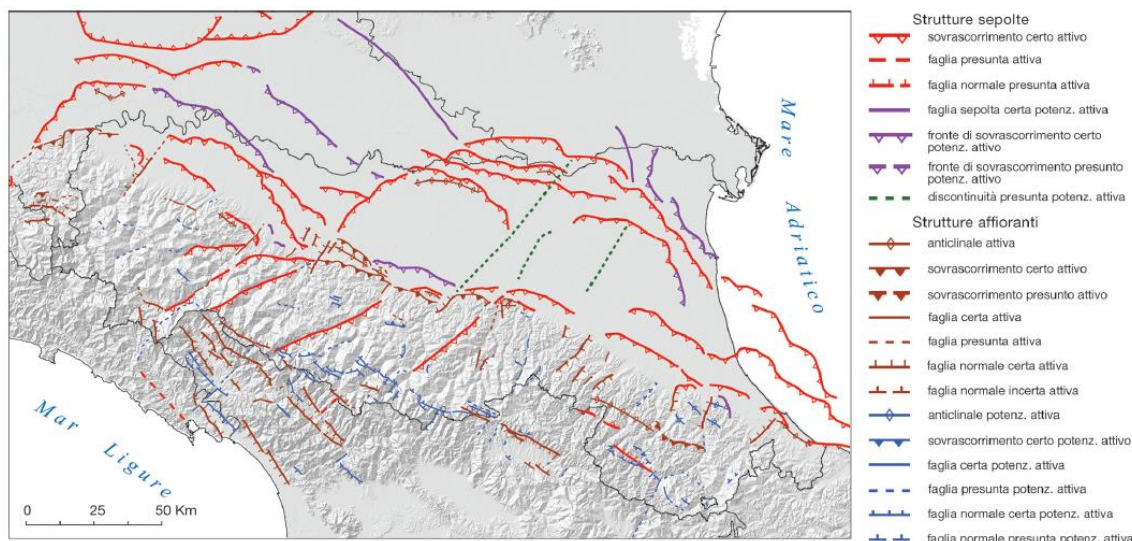 Mare
Adriatico
Mar Ligure
0 25 50 Km
Strutture sepolte
sovrascorrimento certo attivo
faglia presunta attiva
faglia normale presunta attiva
faglia sepolta certa potenz. attiva
fronte di sovrascorrimento certo
potenz. attivo
fronte di sovrascorrimento presunto
potenz. attivo
discontinuità presunta potenz. attiva
Strutture affioranti
anticlinale attiva
sovrascorrimento certo attivo
sovrascorrimento presunto attivo
faglia certa attiva
faglia presunta attiva
faglia normale certa attiva
faglia normale incerta attiva
anticlinale potenz. attiva
sovrascorrimento certo potenz. attivo
faglia certa potenz. attiva
faglia presunta potenz. attiva
faglia normale certa potenz. attiva
faglia normale presunta potenz. attiva